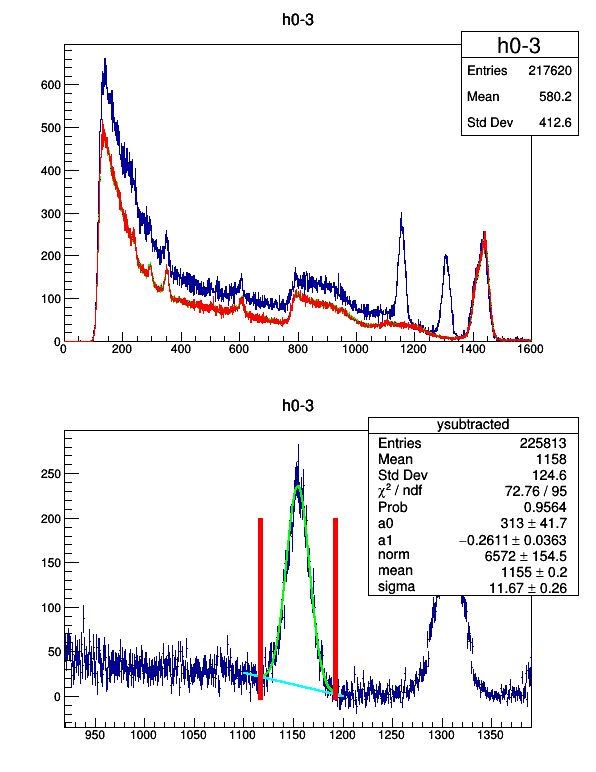 h0-3
h0-3
Entries 217620
Mean 580.2
Std Dev 412.6
600
500
400
300
200
100
0
0 200 400 600 800 1000 1200 1400 1600
h0-3
ysubtracted
Entries 225813
Mean 1158
Std Dev 124.6
χ² / ndf 72.76 / 95
Prob 0.9564
a0 313 ± 41.7
a1 −0.2611 ± 0.0363
norm 6572 ± 154.5
mean 1155 ± 0.2
sigma 11.67 ± 0.26
250
200
150
100
50
0
950 1000 1050 1100 1150 1200 1250 1300 1350